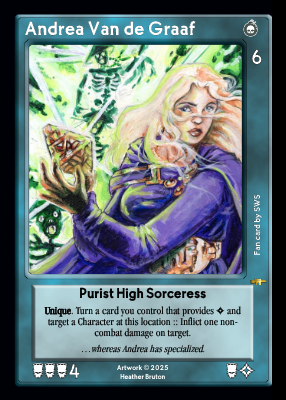 Andrea Van de Graaf
6
Fan card by SWS
Purist High Sorceress
Unique. Turn a card you control that provides and
target a Character at this location :: Inflict one non-
combat damage on target.
...whereas Andrea has specialized.
4
Artwork © 2025
Heather Bruton